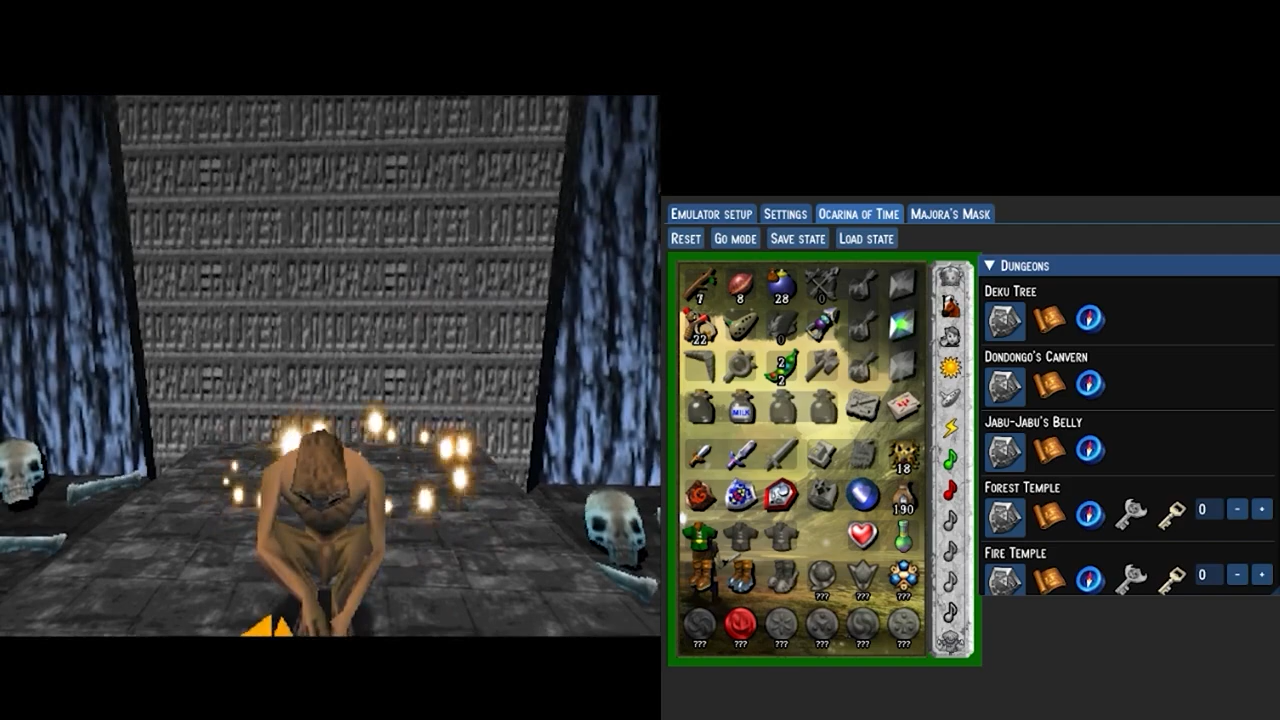 EMULATOR SETUP SETTINGS OCARINA OF TIME MAJORA'S MASK
RESET GO MODE SAVE STATE LOAD STATE
DUNGEONS
DEKU TREE
DONDONGO'S CANVERN
JABU-JABU'S BELLY
FOREST TEMPLE
0 - +
FIRE TEMPLE
0 - +
7 8 28 0
22 0
2
2
MILK
18
190
??? ??? ???
??? ??? ??? ??? ??? ???